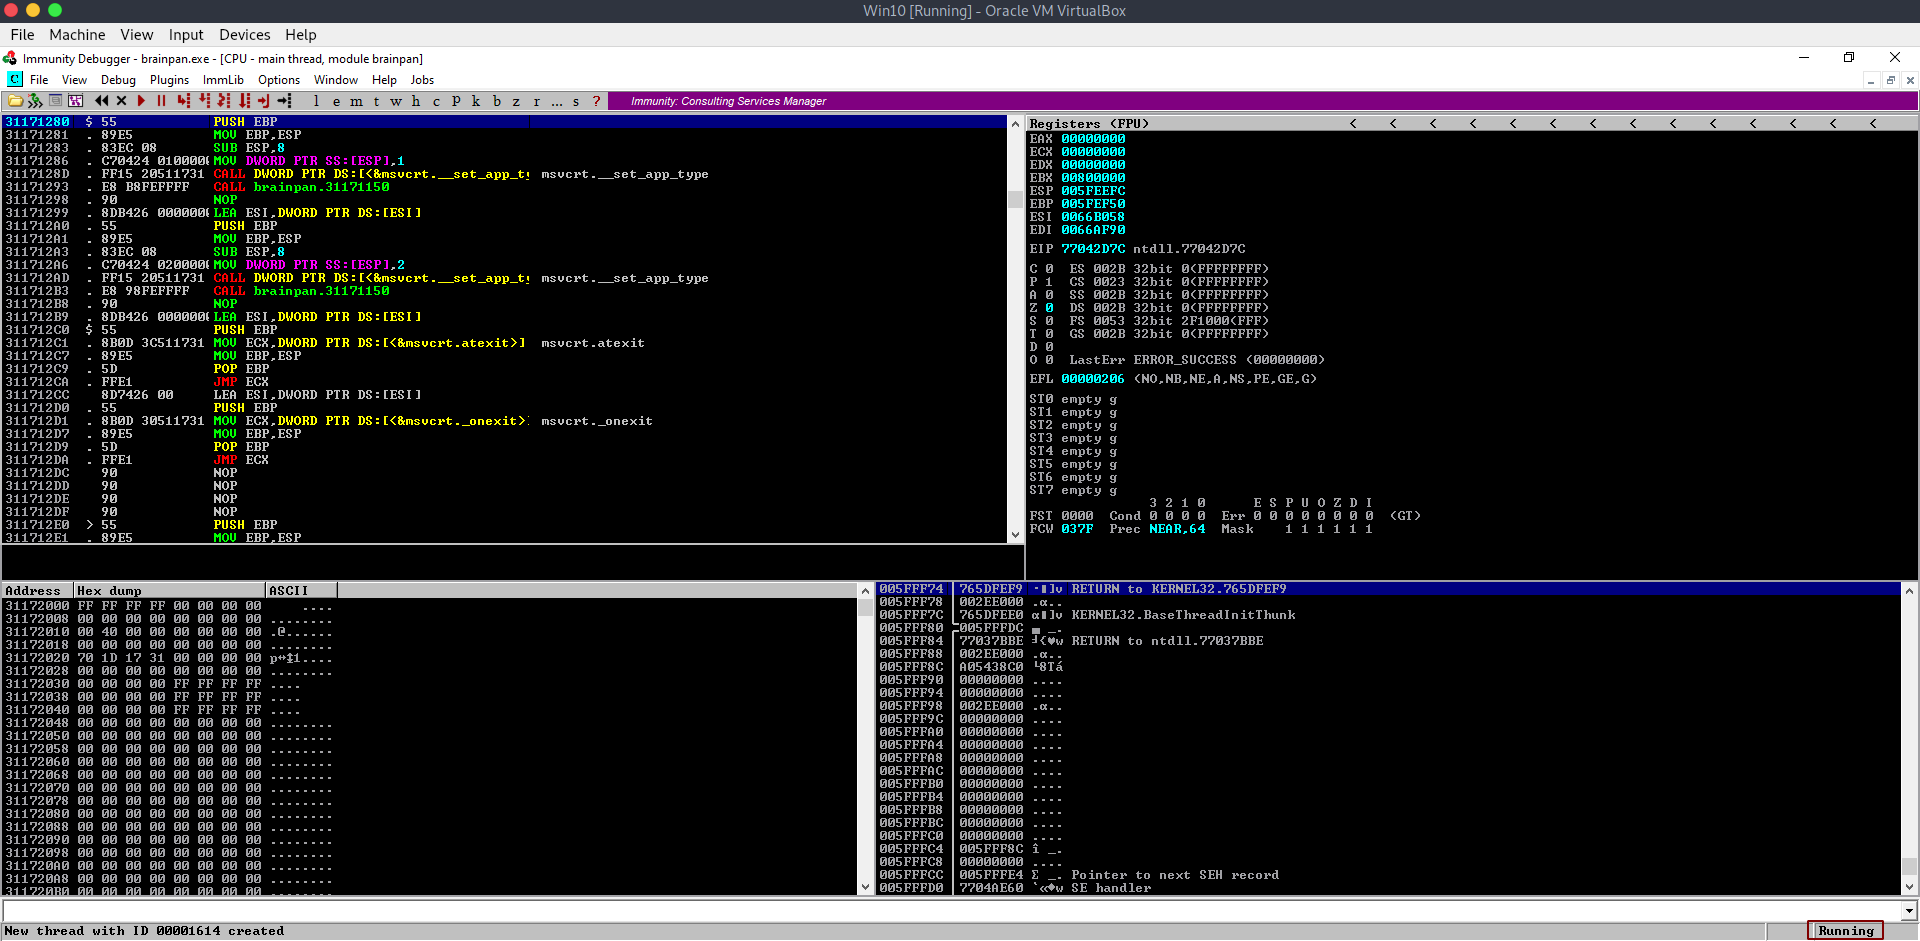 Win10 [Running] - Oracle VM VirtualBox
File Machine View Input Devices Help
Immunity Debugger - brainpan.exe - [CPU - main thread, module brainpan]
C File View Debug Plugins ImmLib Options Window Help Jobs
l e m t w h c P k b z r ... s ? Immunity: Consulting Services Manager
31171280 $ 55 PUSH EBP
31171281 . 89E5 MOV EBP,ESP
31171283 . 83EC 08 SUB ESP,8
31171286 . C70424 0100000 MOV DWORD PTR SS:[ESP],1
3117128D . FF15 20511731 CALL DWORD PTR DS:[<&msvcrt.__set_app_ty msvcrt.__set_app_type
31171293 . E8 B8FEFFFF CALL brainpan.31171150
31171298 . 90 NOP
31171299 . 8DB426 0000000 LEA ESI,DWORD PTR DS:[ESI]
311712A0 . 55 PUSH EBP
311712A1 . 89E5 MOV EBP,ESP
311712A3 . 83EC 08 SUB ESP,8
311712A6 . C70424 0200000 MOV DWORD PTR SS:[ESP],2
311712AD . FF15 20511731 CALL DWORD PTR DS:[<&msvcrt.__set_app_ty msvcrt.__set_app_type
311712B3 . E8 98FEFFFF CALL brainpan.31171150
311712B8 . 90 NOP
311712B9 . 8DB426 0000000 LEA ESI,DWORD PTR DS:[ESI]
311712C0 $ 55 PUSH EBP
311712C1 . 8B0D 3C511731 MOV ECX,DWORD PTR DS:[<&msvcrt.atexit>] msvcrt.atexit
311712C7 . 89E5 MOV EBP,ESP
311712C9 . 5D POP EBP
311712CA . FFE1 JMP ECX
311712CC 8D7426 00 LEA ESI,DWORD PTR DS:[ESI]
311712D0 . 55 PUSH EBP
311712D1 . 8B0D 30511731 MOV ECX,DWORD PTR DS:[<&msvcrt._onexit>] msvcrt._onexit
311712D7 . 89E5 MOV EBP,ESP
311712D9 . 5D POP EBP
311712DA . FFE1 JMP ECX
311712DC 90 NOP
311712DD 90 NOP
311712DE 90 NOP
311712DF 90 NOP
311712E0 > 55 PUSH EBP
311712E1 . 89E5 MOV EBP,ESP
Registers (FPU) < < < < < < < < < < < < < <
EAX 00000000
ECX 00000000
EDX 00000000
EBX 00800000
ESP 005FEEFC
EBP 005FEF50
ESI 0066B058
EDI 0066AF90
EIP 77042D7C ntdll.77042D7C
C 0 ES 002B 32bit 0(FFFFFFFF)
P 1 CS 0023 32bit 0(FFFFFFFF)
A 0 SS 002B 32bit 0(FFFFFFFF)
Z 0 DS 002B 32bit 0(FFFFFFFF)
S 0 FS 0053 32bit 2F1000(FFF)
T 0 GS 002B 32bit 0(FFFFFFFF)
D 0
O 0 LastErr ERROR_SUCCESS (00000000)
EFL 00000206 (NO,NB,NE,A,NS,PE,GE,G)
ST0 empty g
ST1 empty g
ST2 empty g
ST3 empty g
ST4 empty g
ST5 empty g
ST6 empty g
ST7 empty g
3 2 1 0 E S P U O Z D I
FST 0000 Cond 0 0 0 0 Err 0 0 0 0 0 0 0 0 (GT)
FCW 037F Prec NEAR,64 Mask 1 1 1 1 1 1
Address Hex dump ASCII
31172000 FF FF FF FF 00 00 00 00 ....
31172008 00 00 00 00 00 00 00 00 ........
31172010 00 40 00 00 00 00 00 00 .@......
31172018 00 00 00 00 00 00 00 00 ........
31172020 70 1D 17 31 00 00 00 00 p↔↨1....
31172028 00 00 00 00 00 00 00 00 ........
31172030 00 00 00 00 FF FF FF FF ....
31172038 00 00 00 00 FF FF FF FF ....
31172040 00 00 00 00 FF FF FF FF ....
31172048 00 00 00 00 00 00 00 00 ........
31172050 00 00 00 00 00 00 00 00 ........
31172058 00 00 00 00 00 00 00 00 ........
31172060 00 00 00 00 00 00 00 00 ........
31172068 00 00 00 00 00 00 00 00 ........
31172070 00 00 00 00 00 00 00 00 ........
31172078 00 00 00 00 00 00 00 00 ........
31172080 00 00 00 00 00 00 00 00 ........
31172088 00 00 00 00 00 00 00 00 ........
31172090 00 00 00 00 00 00 00 00 ........
31172098 00 00 00 00 00 00 00 00 ........
311720A0 00 00 00 00 00 00 00 00 ........
311720A8 00 00 00 00 00 00 00 00 ........
311720B0 00 00 00 00 00 00 00 00 ........
005FFF74 765DFEF9 ·■]v RETURN to KERNEL32.765DFEF9
005FFF78 002EE000 .α..
005FFF7C 765DFEE0 α■]v KERNEL32.BaseThreadInitThunk
005FFF80 005FFFDC ▄ _.
005FFF84 77037BBE ╛{♥w RETURN to ntdll.77037BBE
005FFF88 002EE000 .α..
005FFF8C A05438C0 └8Tá
005FFF90 00000000 ....
005FFF94 00000000 ....
005FFF98 002EE000 .α..
005FFF9C 00000000 ....
005FFFA0 00000000 ....
005FFFA4 00000000 ....
005FFFA8 00000000 ....
005FFFAC 00000000 ....
005FFFB0 00000000 ....
005FFFB4 00000000 ....
005FFFB8 00000000 ....
005FFFBC 00000000 ....
005FFFC0 00000000 ....
005FFFC4 005FFF8C î _.
005FFFC8 00000000 ....
005FFFCC 005FFFE4 Σ _. Pointer to next SEH record
005FFFD0 7704AE60 `«♦w SE handler
New thread with ID 00001614 created
Running